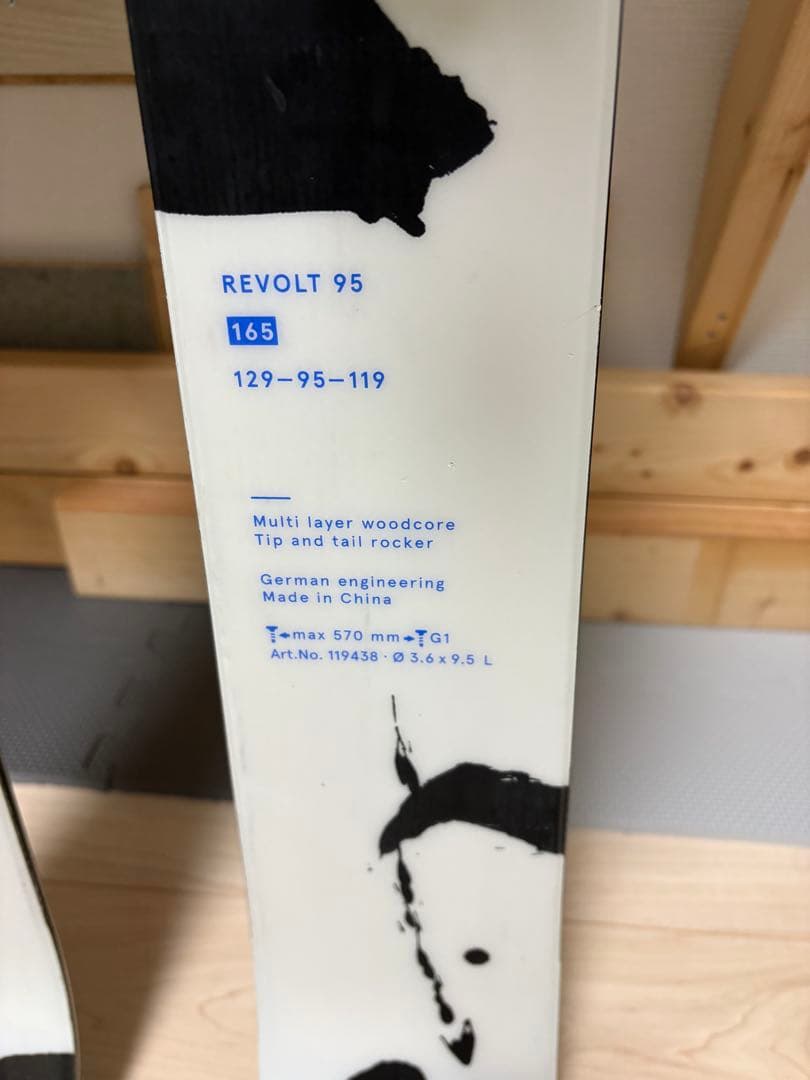 REVOLT 95
165
129–95–119
Multi layer woodcore
Tip and tail rocker
German engineering
Made in China
max 570 mm G1
Art.No. 119438 · Ø 3.6 x 9.5 L